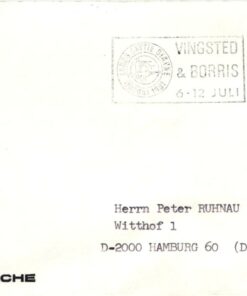 VINGSTED
& BORRIS
6-12 JULI
Herrn Peter RUHNAU
Witthof 1
D-2000 HAMBURG 60 (D
CHE